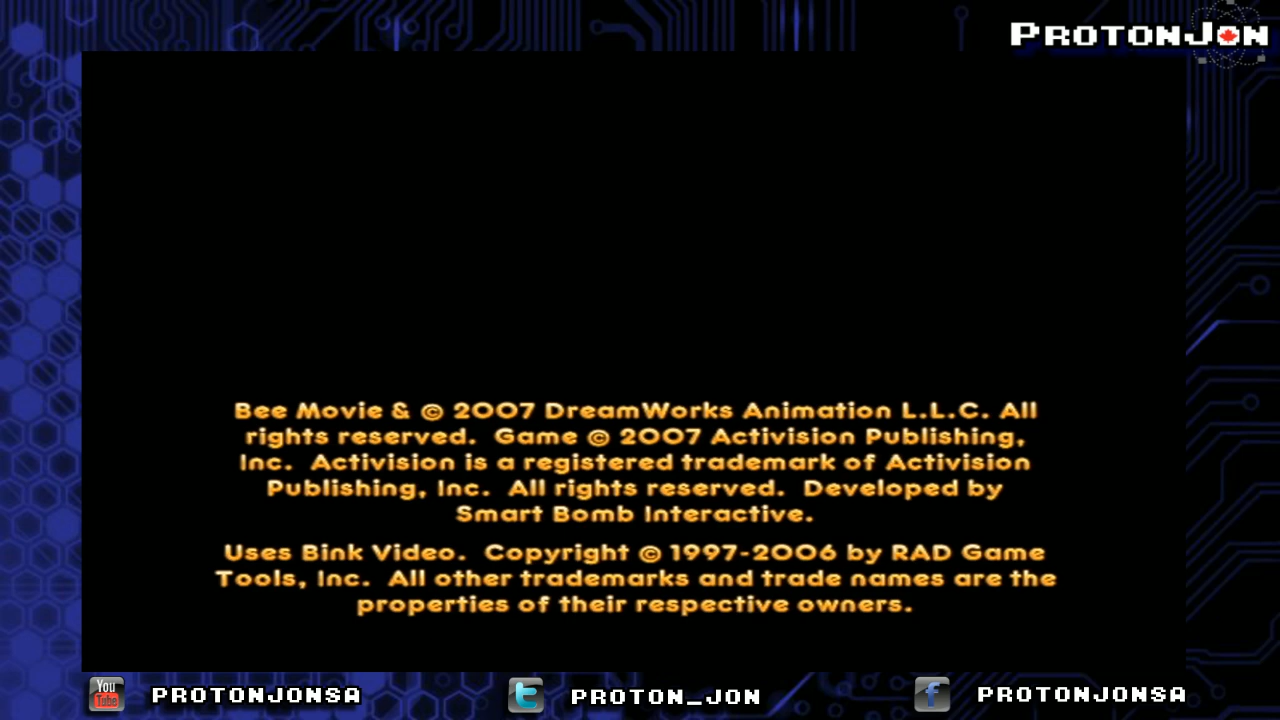 PROTONJON
Bee Movie & © 2007 DreamWorks Animation L.L.C. All
rights reserved. Game © 2007 Activision Publishing,
Inc. Activision is a registered trademark of Activision
Publishing, Inc. All rights reserved. Developed by
Smart Bomb Interactive.
Uses Bink Video. Copyright © 1997-2006 by RAD Game
Tools, Inc. All other trademarks and trade names are the
properties of their respective owners.
You Tube PROTONJONSA t PROTON_JON f PROTONJONSA